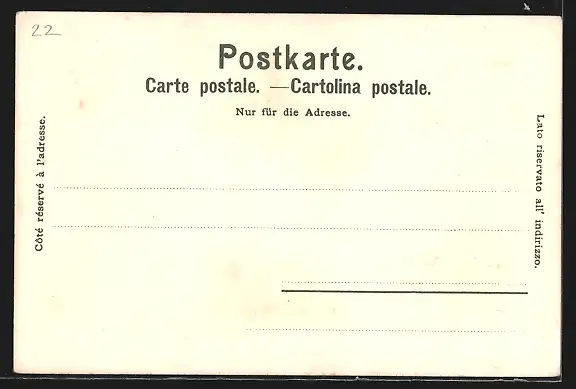 22
Postkarte.
Carte postale. — Cartolina postale.
Nur für die Adresse.
Côté réservé à l'adresse.
Lato riservato all' indirizzo.